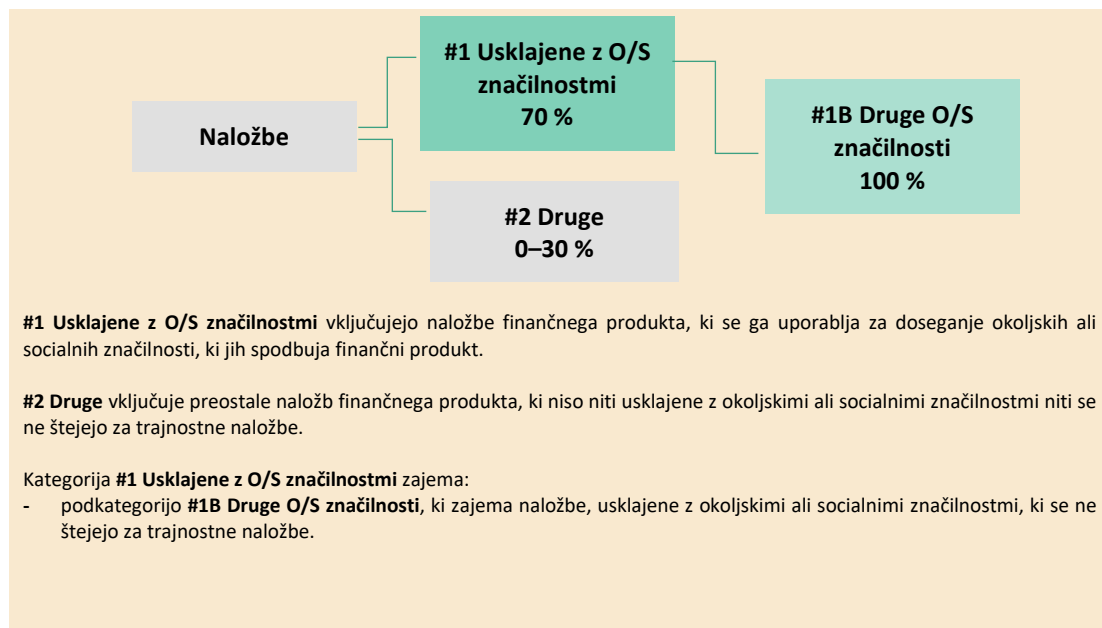 #1 Usklajene z O/S
značilnostmi
70 %
Naložbe
#1B Druge O/S
značilnosti
100 %
#2 Druge
0–30 %
#1 Usklajene z O/S značilnostmi vključujejo naložbe finančnega produkta, ki se ga uporablja za doseganje okoljskih ali
socialnih značilnosti, ki jih spodbuja finančni produkt.
#2 Druge vključuje preostale naložb finančnega produkta, ki niso niti usklajene z okoljskimi ali socialnimi značilnostmi niti se
ne štejejo za trajnostne naložbe.
Kategorija #1 Usklajene z O/S značilnostmi zajema:
- podkategorijo #1B Druge O/S značilnosti, ki zajema naložbe, usklajene z okoljskimi ali socialnimi značilnostmi, ki se ne
štejejo za trajnostne naložbe.